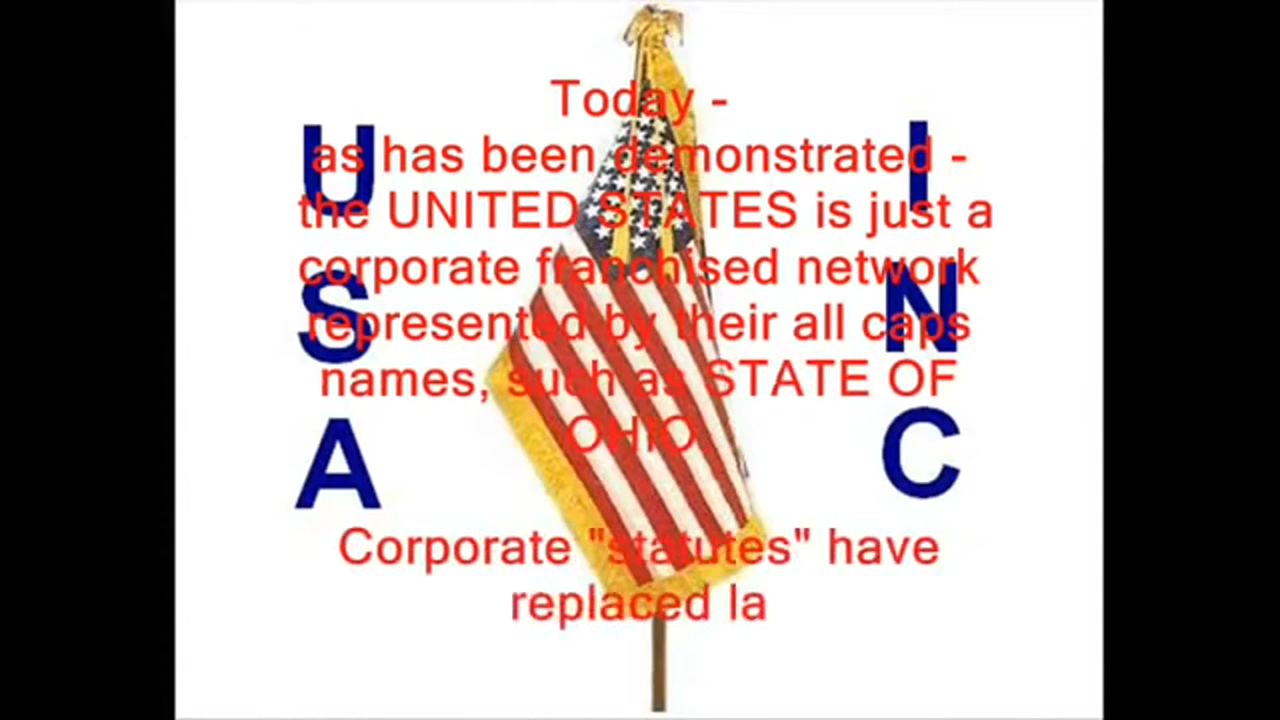 Today -
as has been demonstrated -
the UNITED STATES is just a
corporate franchised network
represented by their all caps
names, such as STATE OF
OHIO
Corporate "statutes" have
replaced la
U
S
A
I
N
C